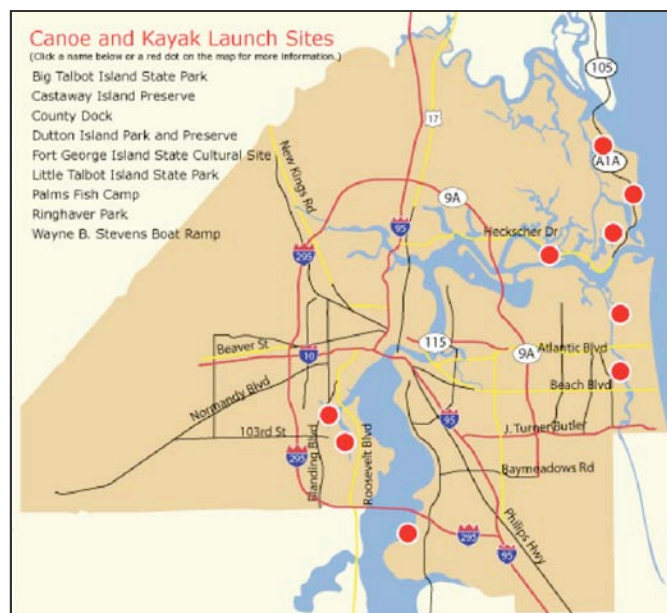 Canoe and Kayak Launch Sites
(Click a name below or a red dot on the map for more information.)
Big Talbot Island State Park
Castaway Island Preserve
County Dock
Dutton Island Park and Preserve
Fort George Island State Cultural Site
Little Talbot Island State Park
Palms Fish Camp
Ringhaver Park
Wayne B. Stevens Boat Ramp
105
17
A1A
New Kings Rd
9A
95
Heckscher Dr
295
115
Beaver St
10
9A
Atlantic Blvd
Normandy Blvd
Beach Blvd
95
103rd St
J. Turner Butler
295
Blanding Blvd
Roosevelt Blvd
Baymeadows Rd
Philips Hwy
295
95